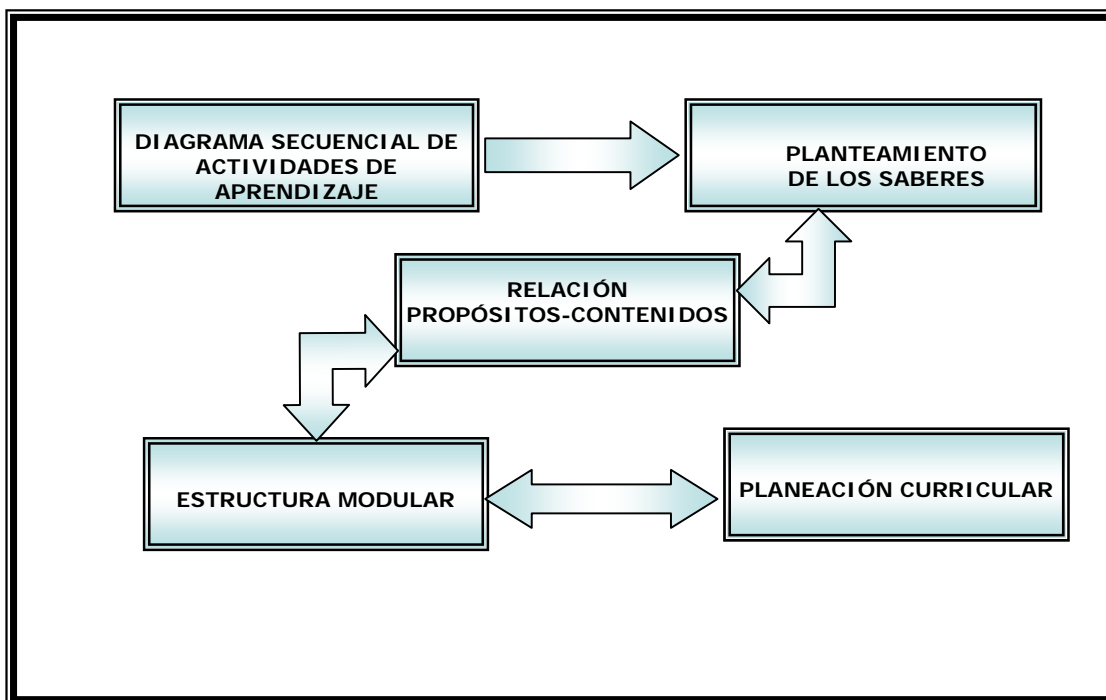 DIAGRAMA SECUENCIAL DE
ACTIVIDADES DE
APRENDIZAJE
PLANTEAMIENTO
DE LOS SABERES
RELACIÓN
PROPÓSITOS-CONTENIDOS
ESTRUCTURA MODULAR
PLANEACIÓN CURRICULAR